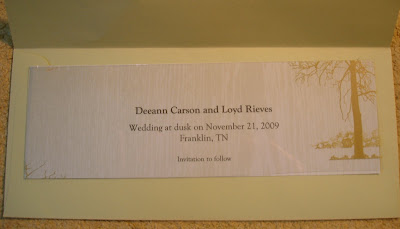 Deeann Carson and Loyd Rieves
Wedding at dusk on November 21, 2009
Franklin, TN
Invitation to follow